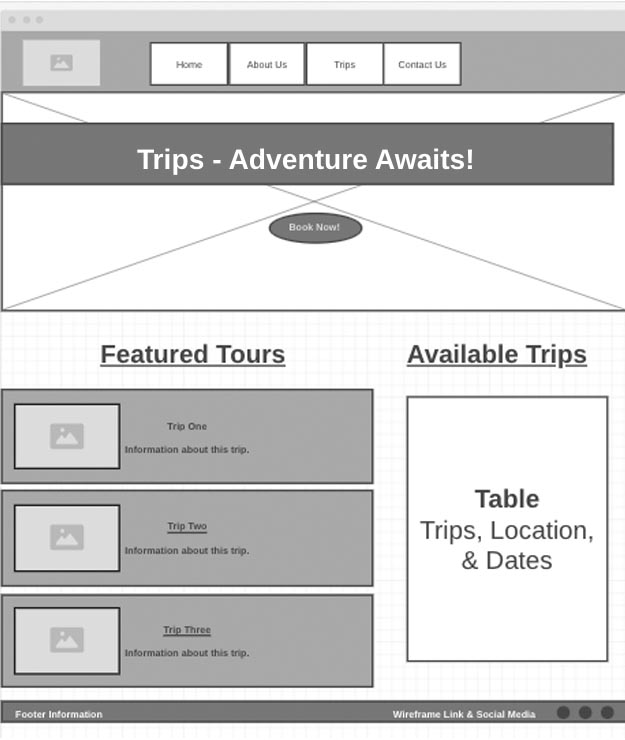 Home
About Us
Trips
Contact Us
Trips - Adventure Awaits!
Book Now!
Featured Tours
Trip One
Information about this trip.
Trip Two
Information about this trip.
Trip Three
Information about this trip.
Available Trips
Table
Trips, Location,
& Dates
Footer Information
Wireframe Link & Social Media